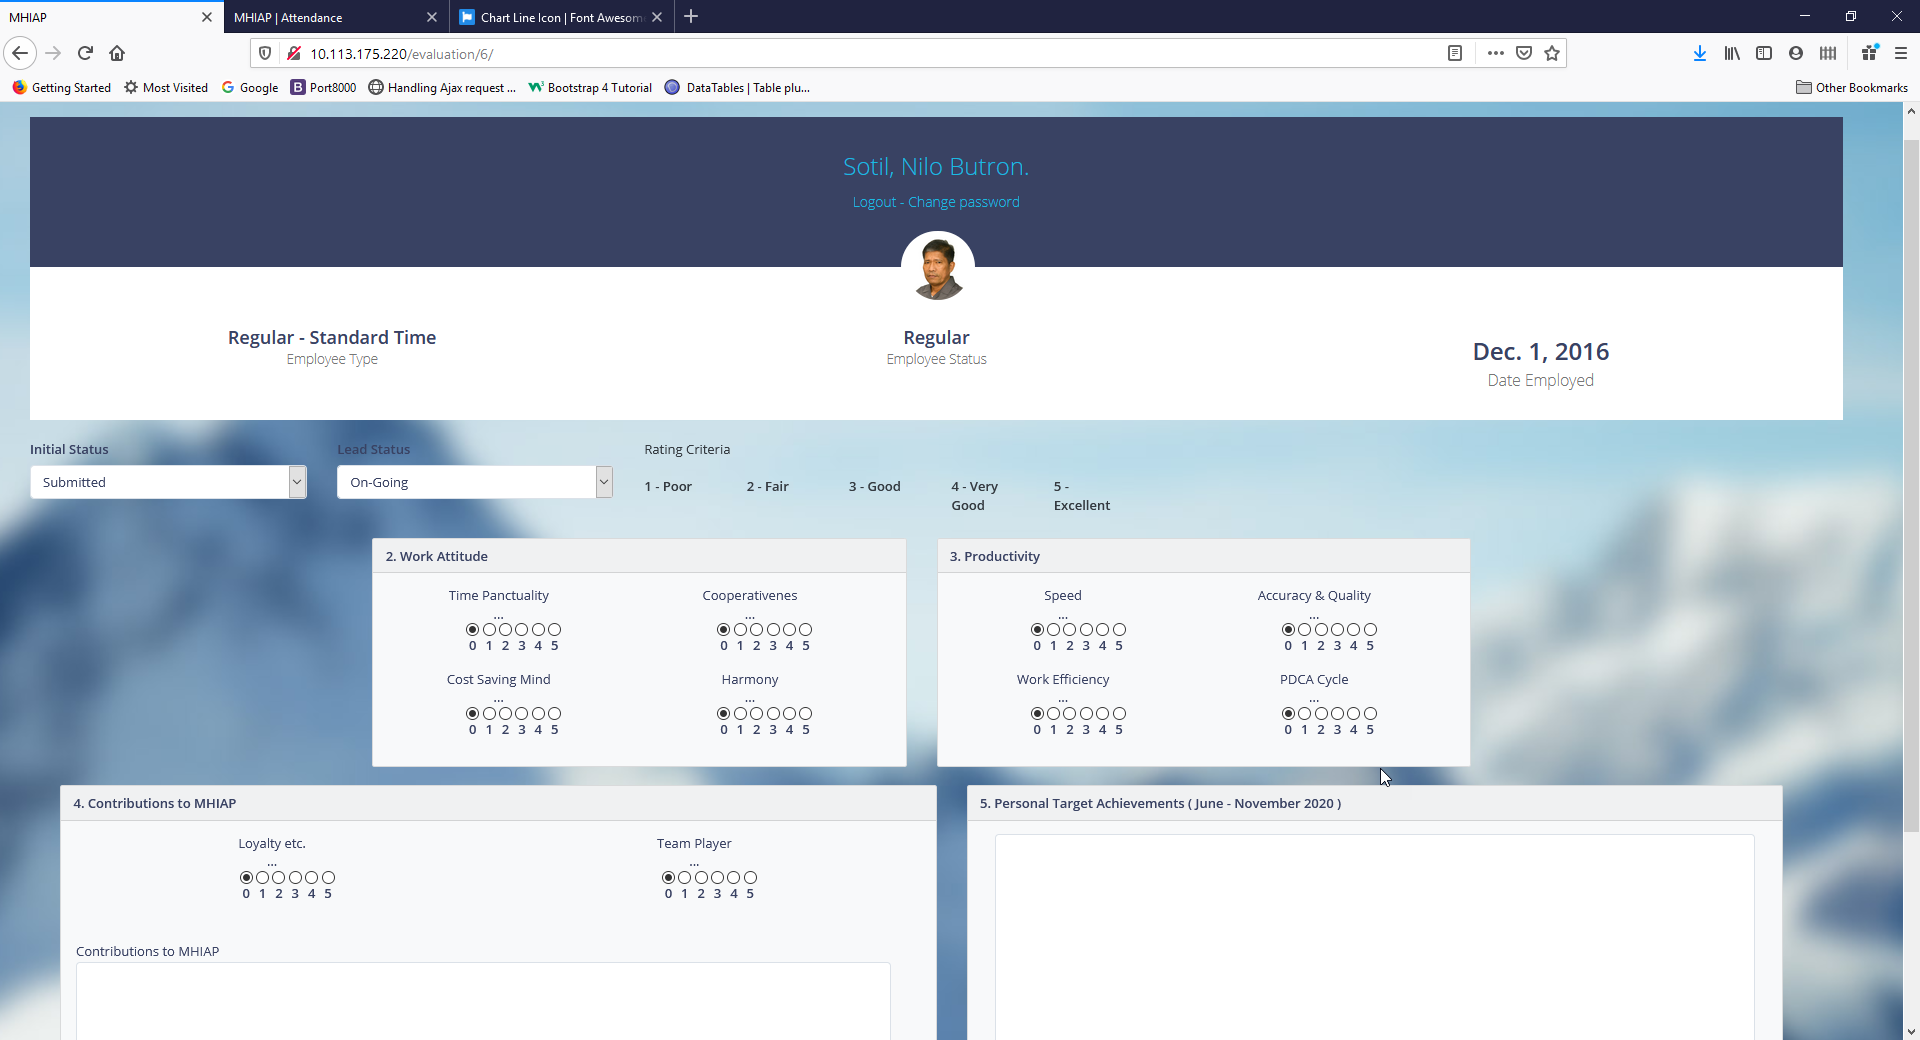 MHIAP
MHIAP | Attendance
Chart Line Icon | Font Awesom
10.113.175.220/evaluation/6/
Getting Started
Most Visited
Google
Port8000
Handling Ajax request ...
Bootstrap 4 Tutorial
DataTables | Table plu...
Other Bookmarks
Sotil, Nilo Butron.
Logout - Change password
Regular - Standard Time
Employee Type
Regular
Employee Status
Dec. 1, 2016
Date Employed
Initial Status
Lead Status
Rating Criteria
Submitted
On-Going
1 - Poor
2 - Fair
3 - Good
4 - Very
Good
5 -
Excellent
2. Work Attitude
Time Panctuality
...
0 1 2 3 4 5
Cooperativenes
...
0 1 2 3 4 5
Cost Saving Mind
...
0 1 2 3 4 5
Harmony
...
0 1 2 3 4 5
3. Productivity
Speed
...
0 1 2 3 4 5
Accuracy & Quality
...
0 1 2 3 4 5
Work Efficiency
...
0 1 2 3 4 5
PDCA Cycle
...
0 1 2 3 4 5
4. Contributions to MHIAP
Loyalty etc.
...
0 1 2 3 4 5
Team Player
...
0 1 2 3 4 5
Contributions to MHIAP
5. Personal Target Achievements ( June - November 2020 )